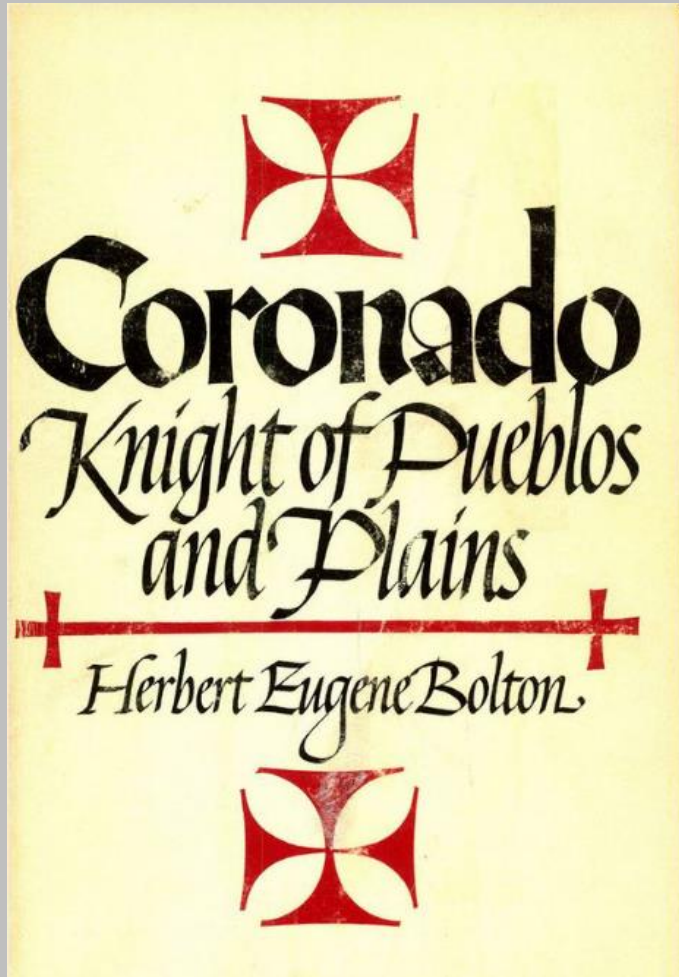 Coronado
Knight of Pueblos
and Plains
Herbert Eugene Bolton